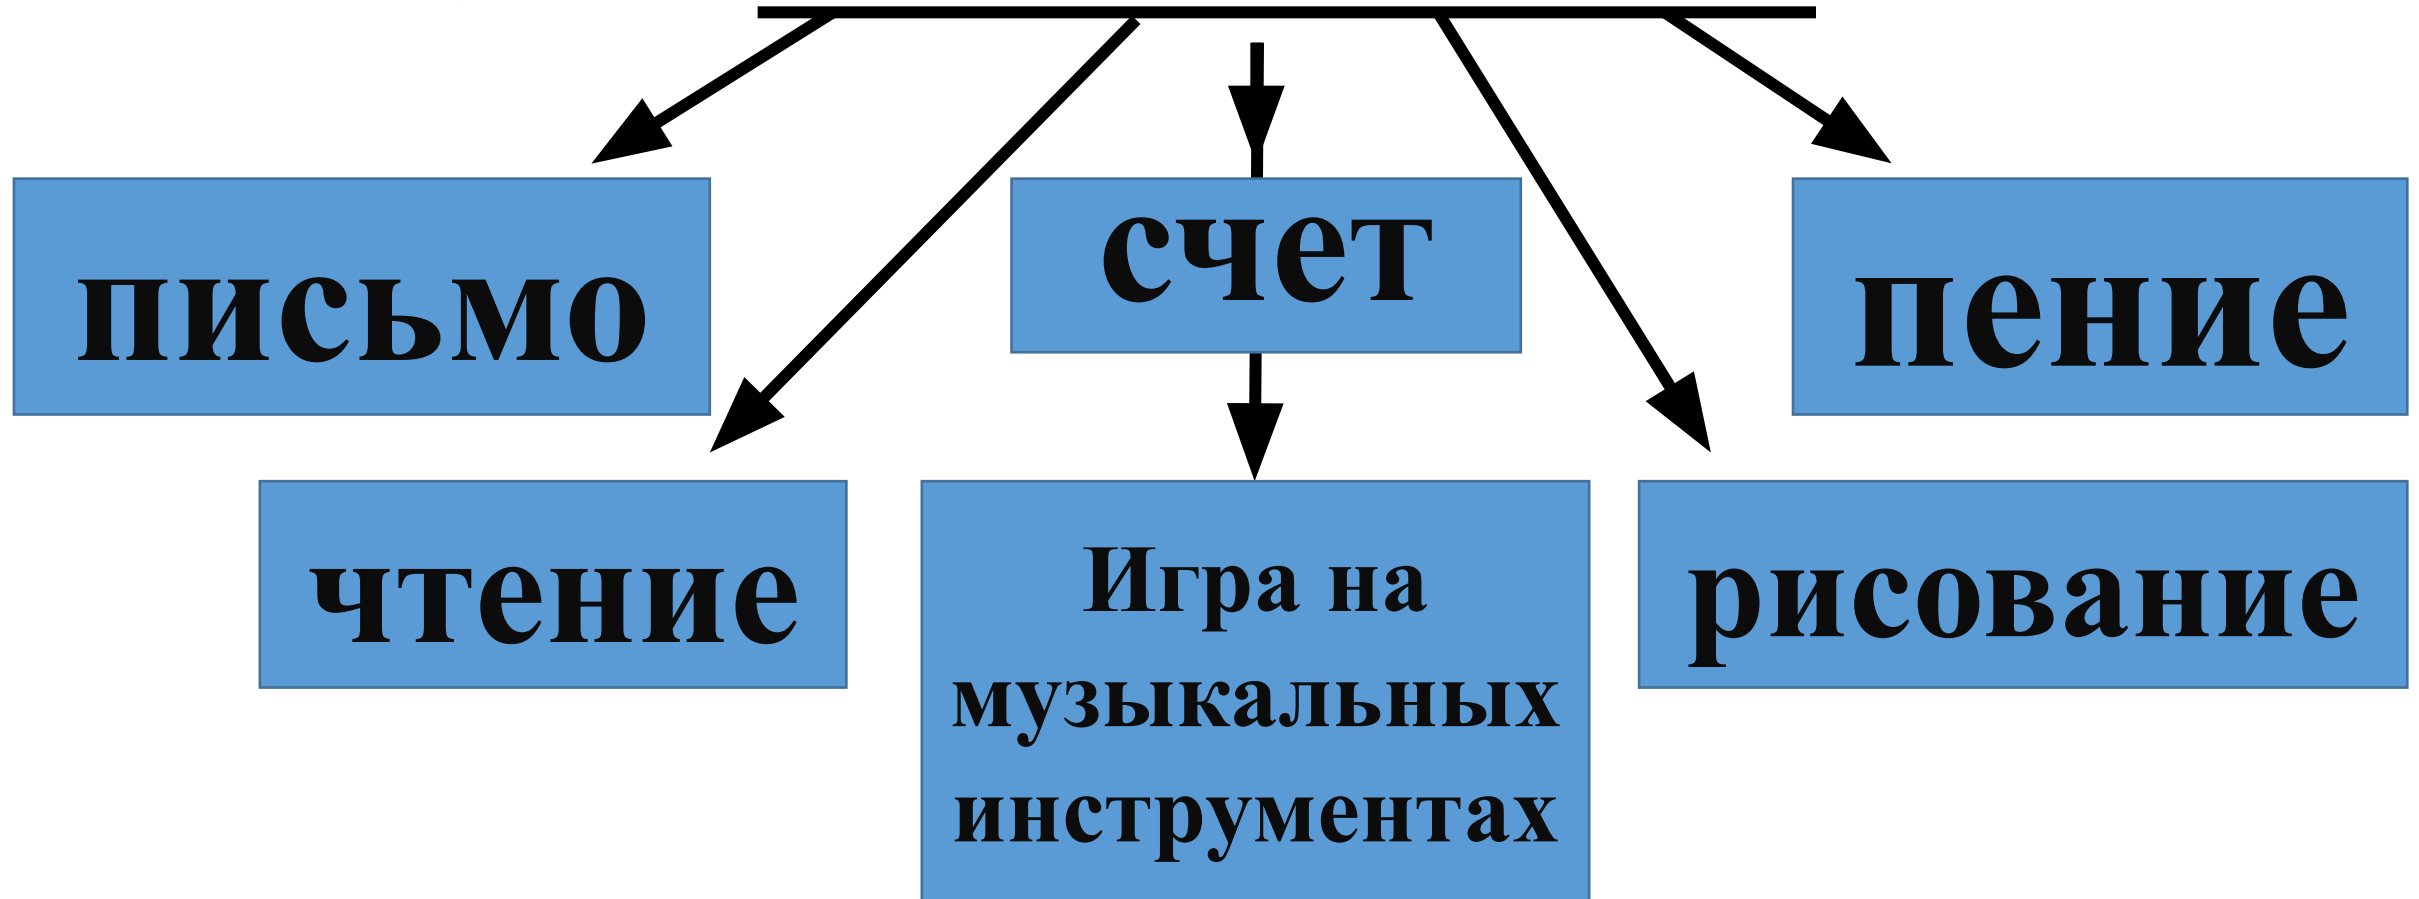 письмо
счет
пение
чтение
Игра на
музыкальных
инструментах
рисование